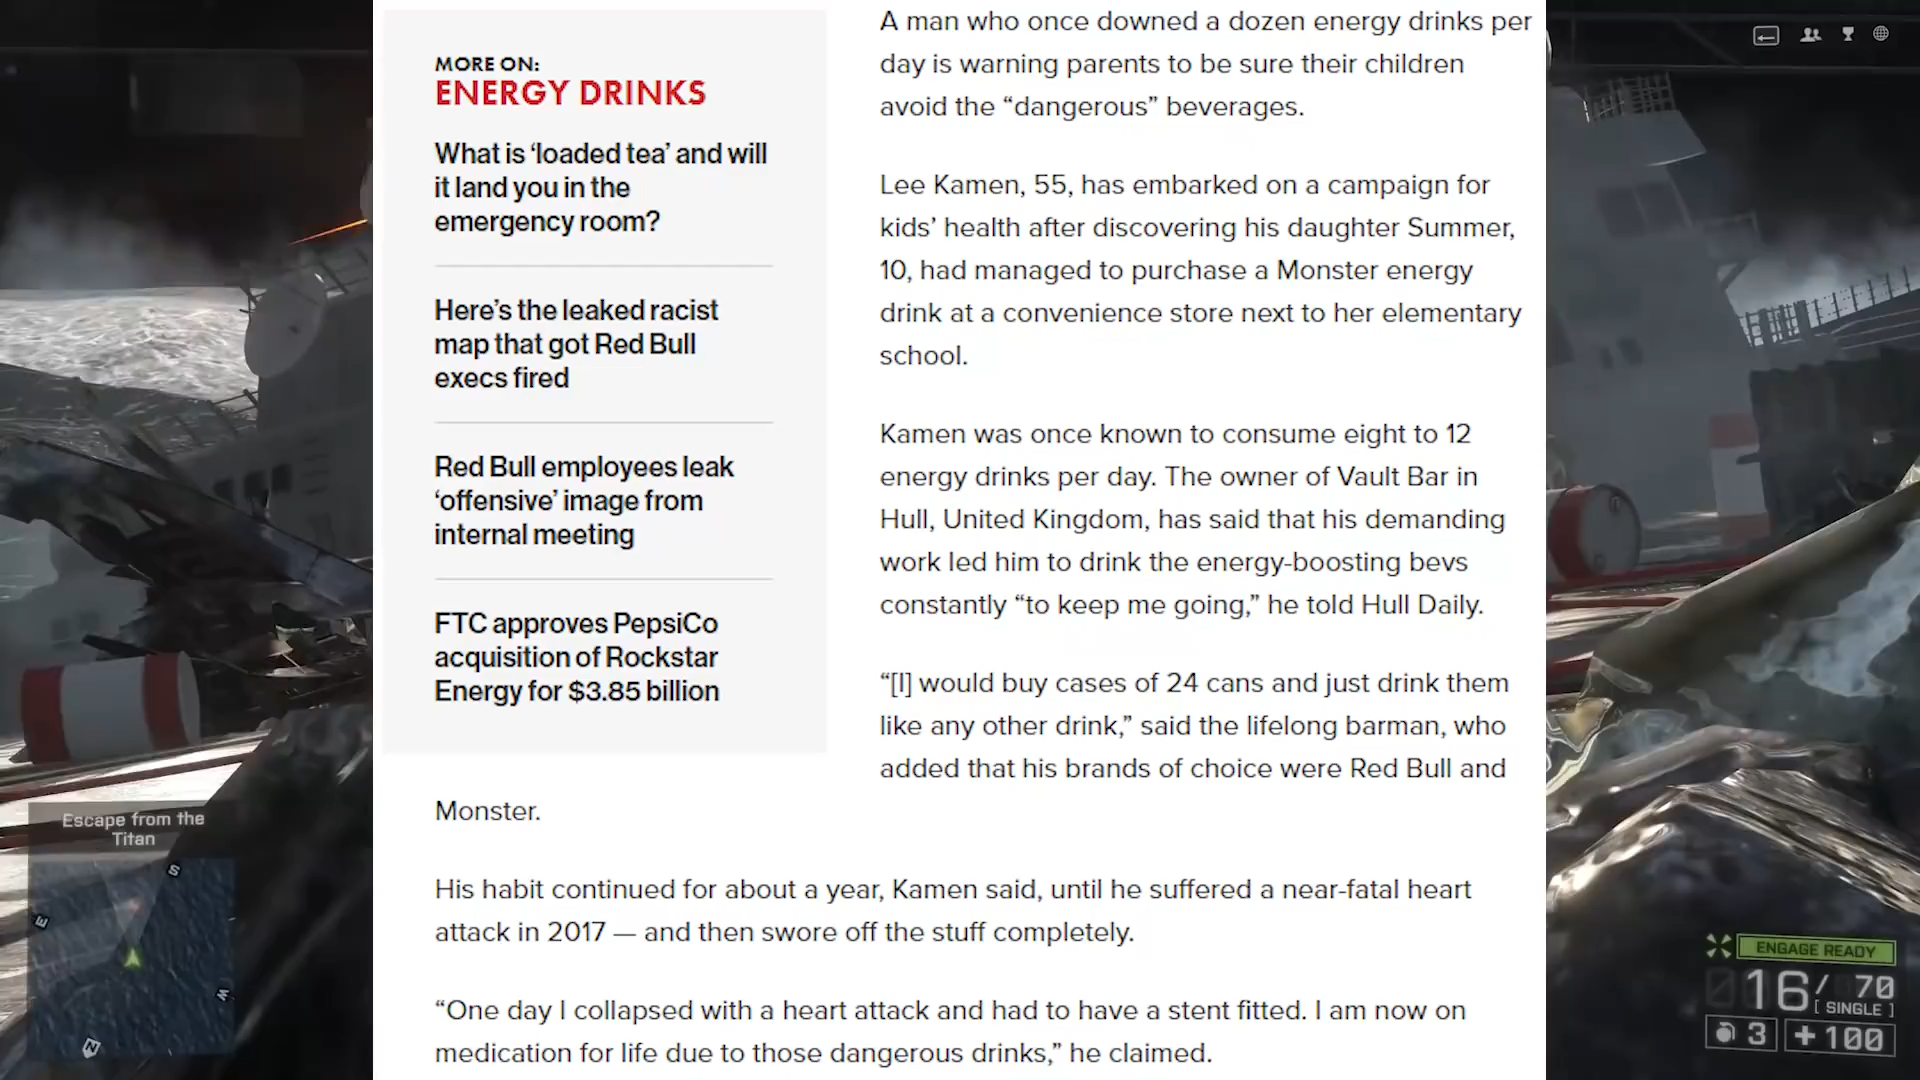 MORE ON:
ENERGY DRINKS
What is ‘loaded tea’ and will
it land you in the
emergency room?
Here’s the leaked racist
map that got Red Bull
execs fired
Red Bull employees leak
‘offensive’ image from
internal meeting
FTC approves PepsiCo
acquisition of Rockstar
Energy for $3.85 billion
A man who once downed a dozen energy drinks per
day is warning parents to be sure their children
avoid the “dangerous” beverages.
Lee Kamen, 55, has embarked on a campaign for
kids’ health after discovering his daughter Summer,
10, had managed to purchase a Monster energy
drink at a convenience store next to her elementary
school.
Kamen was once known to consume eight to 12
energy drinks per day. The owner of Vault Bar in
Hull, United Kingdom, has said that his demanding
work led him to drink the energy-boosting bevs
constantly “to keep me going,” he told Hull Daily.
“[I] would buy cases of 24 cans and just drink them
like any other drink,” said the lifelong barman, who
added that his brands of choice were Red Bull and
Monster.
His habit continued for about a year, Kamen said, until he suffered a near-fatal heart
attack in 2017 — and then swore off the stuff completely.
“One day I collapsed with a heart attack and had to have a stent fitted. I am now on
medication for life due to those dangerous drinks,” he claimed.
Escape from the
Titan
S
E
W
N
ENGAGE READY
016/ 70
[ SINGLE ]
3 +100